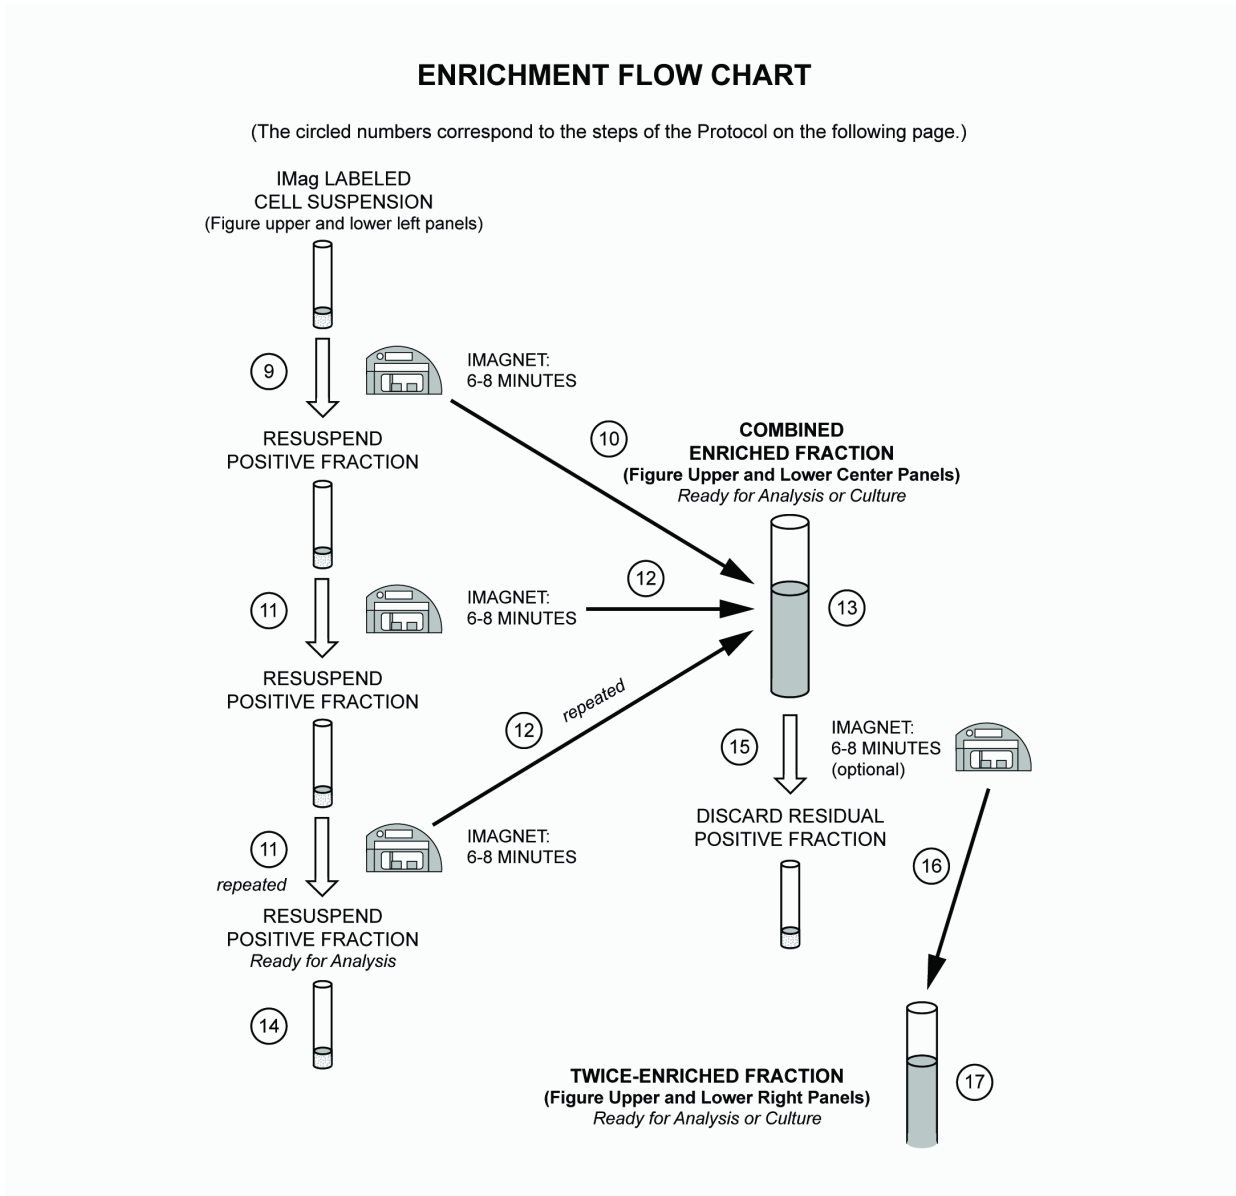 ENRICHMENT FLOW CHART
(The circled numbers correspond to the steps of the Protocol on the following page.)
IMag LABELED
CELL SUSPENSION
(Figure upper and lower left panels)
9
IMAGNET:
6-8 MINUTES
RESUSPEND
POSITIVE FRACTION
10
COMBINED
ENRICHED FRACTION
(Figure Upper and Lower Center Panels)
Ready for Analysis or Culture
11
IMAGNET:
6-8 MINUTES
12
13
RESUSPEND
POSITIVE FRACTION
12
repeated
15
IMAGNET:
6-8 MINUTES
(optional)
DISCARD RESIDUAL
POSITIVE FRACTION
11
repeated
IMAGNET:
6-8 MINUTES
16
RESUSPEND
POSITIVE FRACTION
Ready for Analysis
14
TWICE-ENRICHED FRACTION
(Figure Upper and Lower Right Panels)
Ready for Analysis or Culture
17